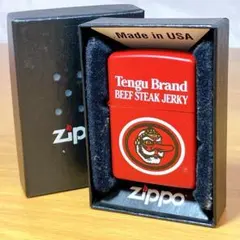 Made in USA
Tengu Brand
BEEF STEAK JERKY
zippo
zippo